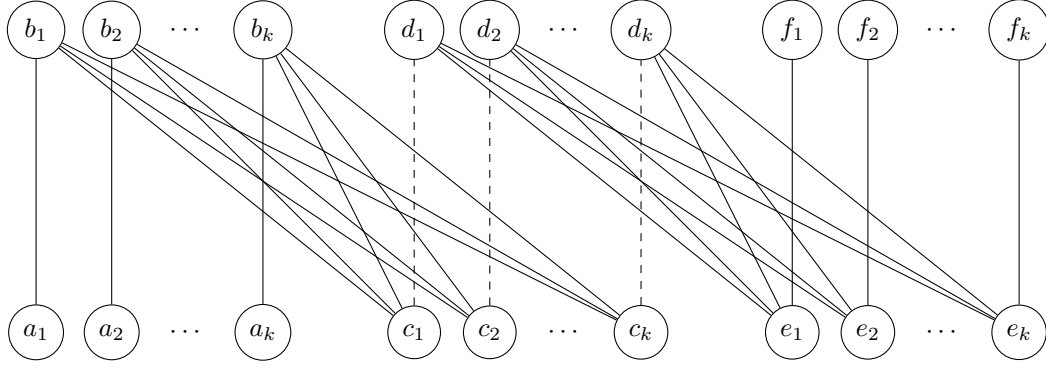 b₁ b₂ ⋯ bₖ d₁ d₂ ⋯ dₖ f₁ f₂ ⋯ fₖ
a₁ a₂ ⋯ aₖ c₁ c₂ ⋯ cₖ e₁ e₂ ⋯ eₖ